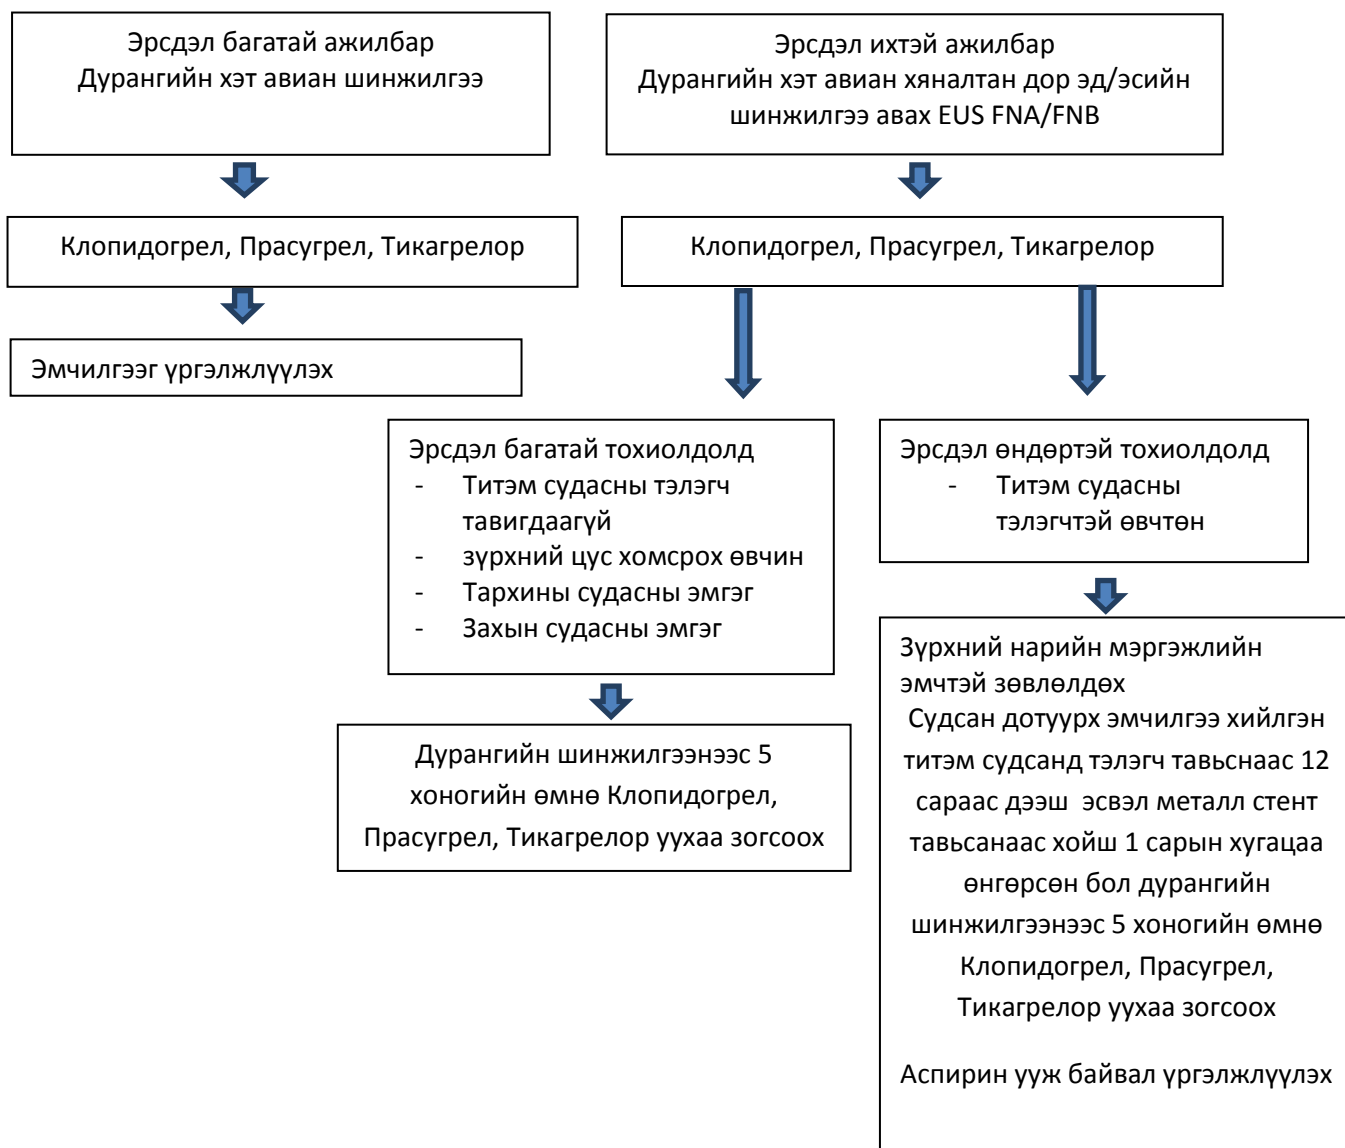 Эрсдэл багатай ажилбар
Дурангийн хэт авиан шинжилгээ
Эрсдэл ихтэй ажилбар
Дурангийн хэт авиан хяналтан дор эд/эсийн
шинжилгээ авах EUS FNA/FNB
Клопидогрел, Прасугрел, Тикагрелор
Клопидогрел, Прасугрел, Тикагрелор
Эмчилгээг үргэлжлүүлэх
Эрсдэл багатай тохиолдолд
- Титэм судасны тэлэгч
тавигдаагүй
- зүрхний цус хомсрох өвчин
- Тархины судасны эмгэг
- Захын судасны эмгэг
Эрсдэл өндөртэй тохиолдолд
- Титэм судасны
тэлэгчтэй өвчтөн
Дурангийн шинжилгээнээс 5
хоногийн өмнө Клопидогрел,
Прасугрел, Тикагрелор уухаа зогсоох
Зүрхний нарийн мэргэжлийн
эмчтэй зөвлөлдөх
Судсан дотуурх эмчилгээ хийлгэн
титэм судсанд тэлэгч тавьснаас 12
сараас дээш эсвэл металл стент
тавьсанаас хойш 1 сарын хугацаа
өнгөрсөн бол дурангийн
шинжилгээнээс 5 хоногийн өмнө
Клопидогрел, Прасугрел,
Тикагрелор уухаа зогсоох
Аспирин ууж байвал үргэлжлүүлэх